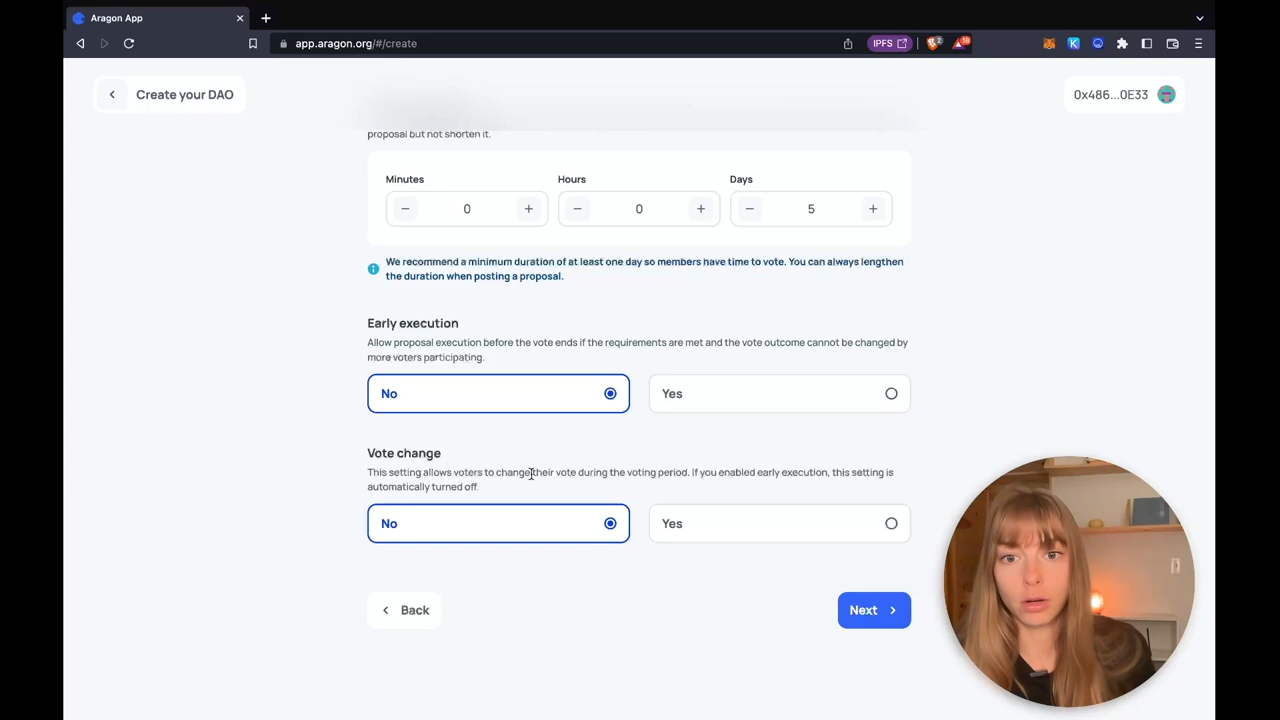 Aragon App
app.aragon.org/#/create
IPFS
2
19
Create your DAO
0x486...0E33
proposal but not shorten it.
Minutes
Hours
Days
0
0
5
We recommend a minimum duration of at least one day so members have time to vote. You can always lengthen
the duration when posting a proposal.
Early execution
Allow proposal execution before the vote ends if the requirements are met and the vote outcome cannot be changed by
more voters participating.
No
Yes
Vote change
This setting allows voters to change their vote during the voting period. If you enabled early execution, this setting is
automatically turned off.
No
Yes
Back
Next